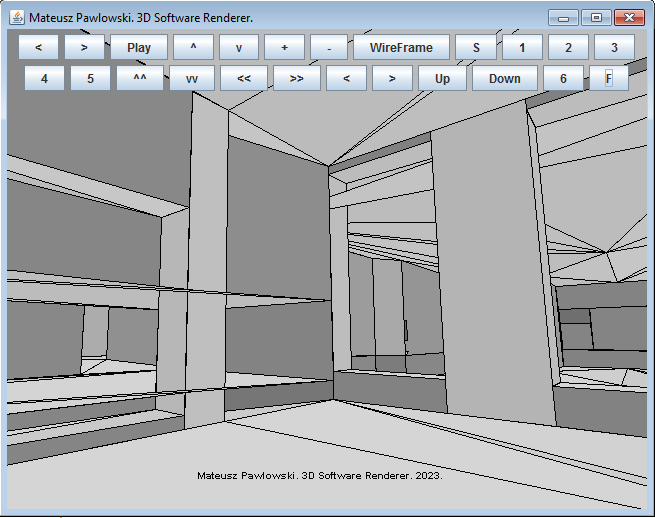 Mateusz Pawlowski. 3D Software Renderer.
< > Play ^ v + - WireFrame S 1 2 3
4 5 ^^ vv << >> < > Up Down 6 F
Mateusz Pawlowski. 3D Software Renderer. 2023.